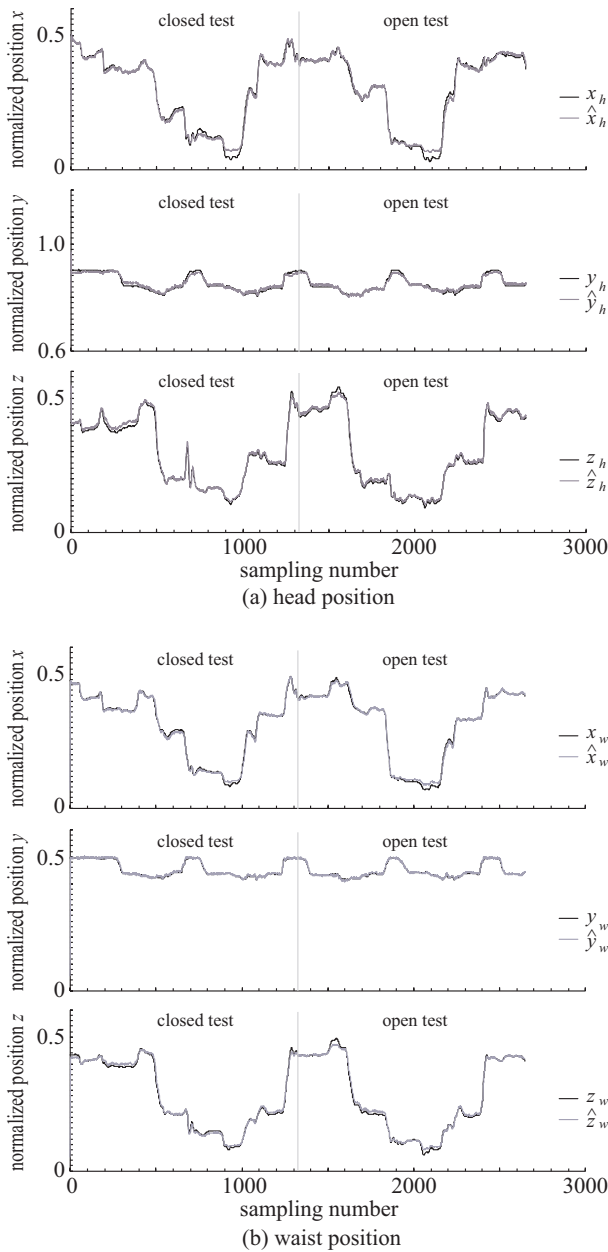 normalized position x
0.5
0
closed test
open test
x_h
x̂_h
normalized position y
1.0
0.6
closed test
open test
y_h
ŷ_h
normalized position z
0.5
0
closed test
open test
z_h
ẑ_h
0 1000 2000 3000
sampling number
(a) head position
normalized position x
0.5
0
closed test
open test
x_w
x̂_w
normalized position y
0.5
0
closed test
open test
y_w
ŷ_w
normalized position z
0.5
0
closed test
open test
z_w
ẑ_w
0 1000 2000 3000
sampling number
(b) waist position